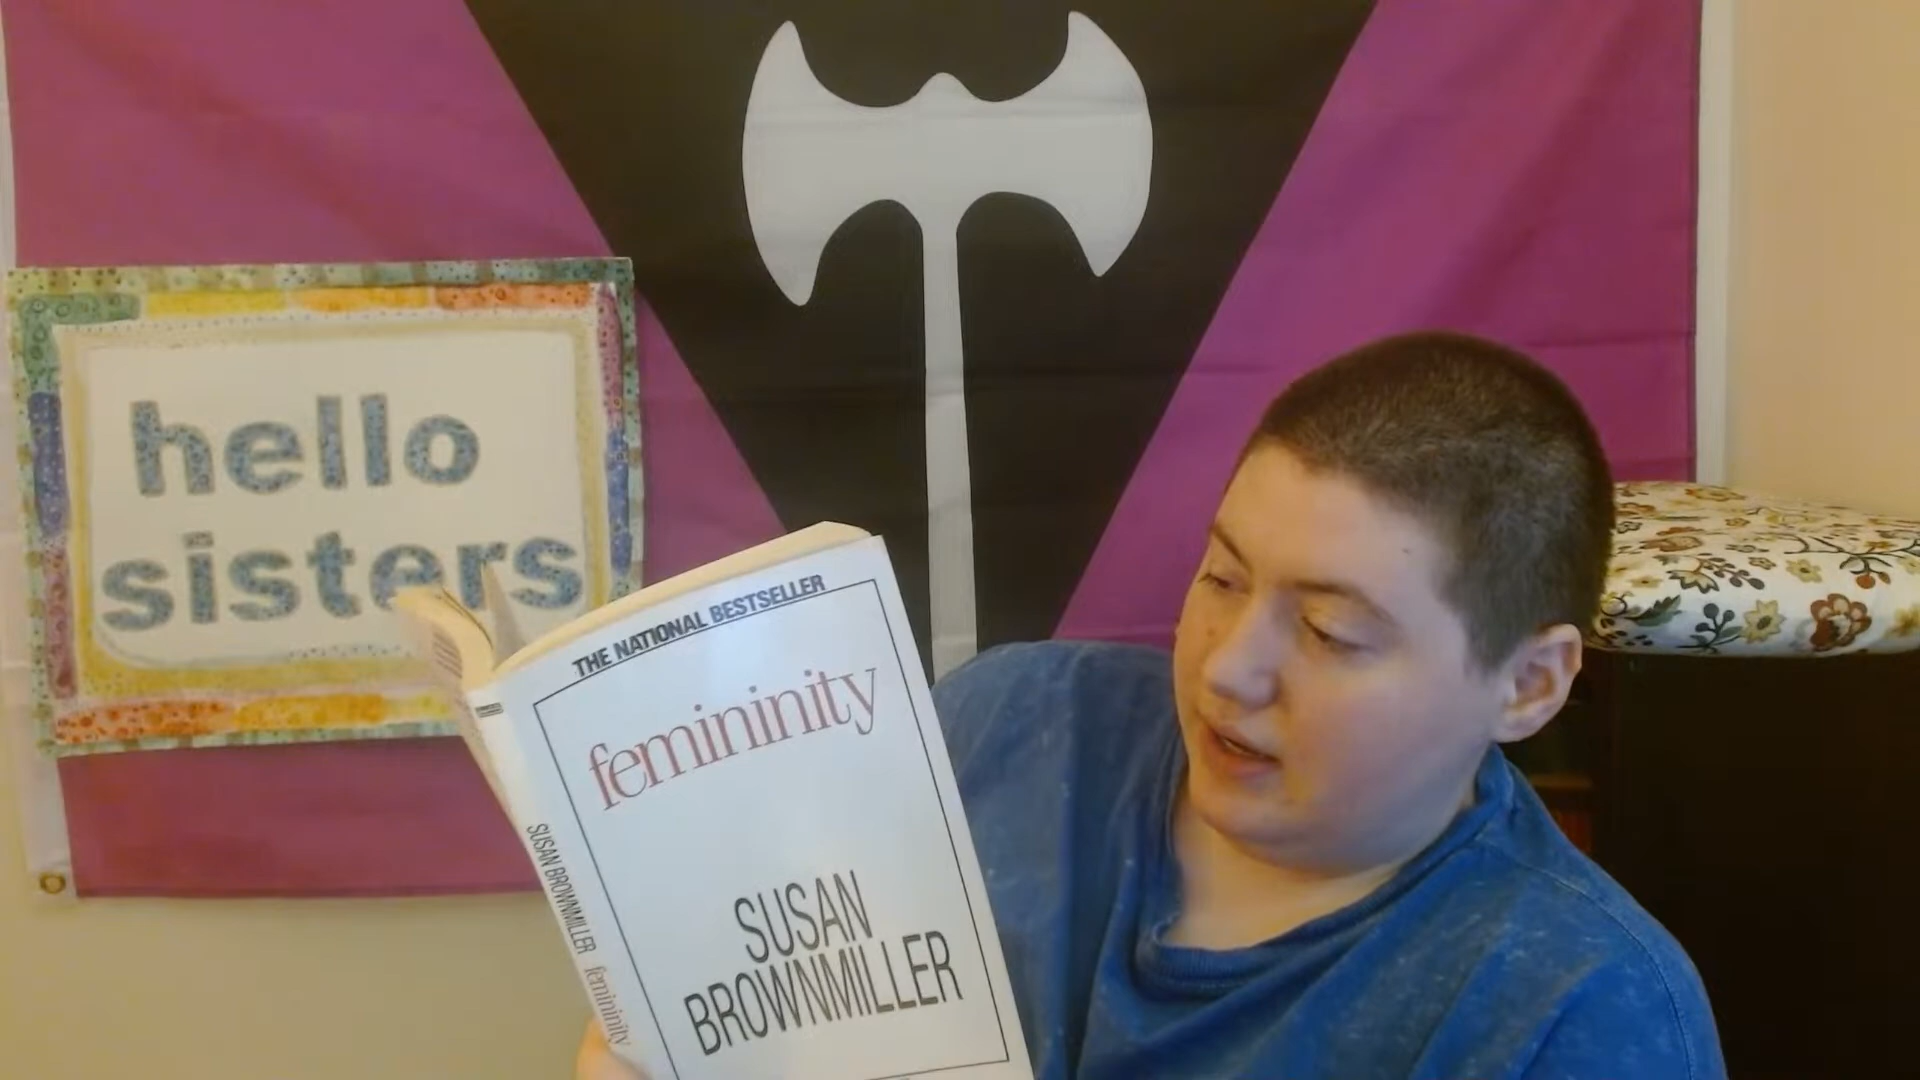 hello
sisters
THE NATIONAL BESTSELLER
femininity
SUSAN
BROWNMILLER
SUSAN BROWNMILLER femininity